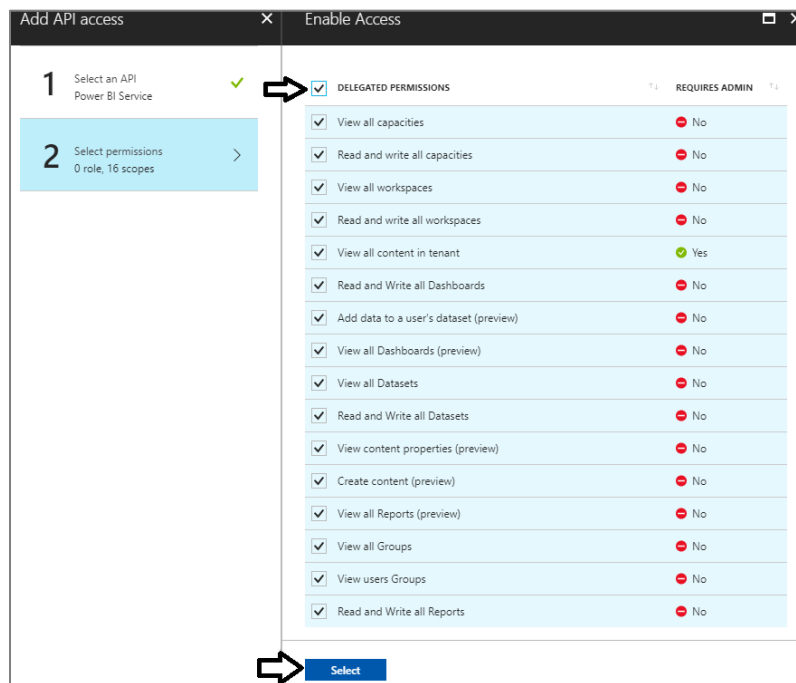 Add API access
Enable Access
1
Select an API
Power BI Service
2
Select permissions
0 role, 16 scopes
DELEGATED PERMISSIONS REQUIRES ADMIN
View all capacities No
Read and write all capacities No
View all workspaces No
Read and write all workspaces No
View all content in tenant Yes
Read and Write all Dashboards No
Add data to a user's dataset (preview) No
View all Dashboards (preview) No
View all Datasets No
Read and Write all Datasets No
View content properties (preview) No
Create content (preview) No
View all Reports (preview) No
View all Groups No
View users Groups No
Read and Write all Reports No
Select